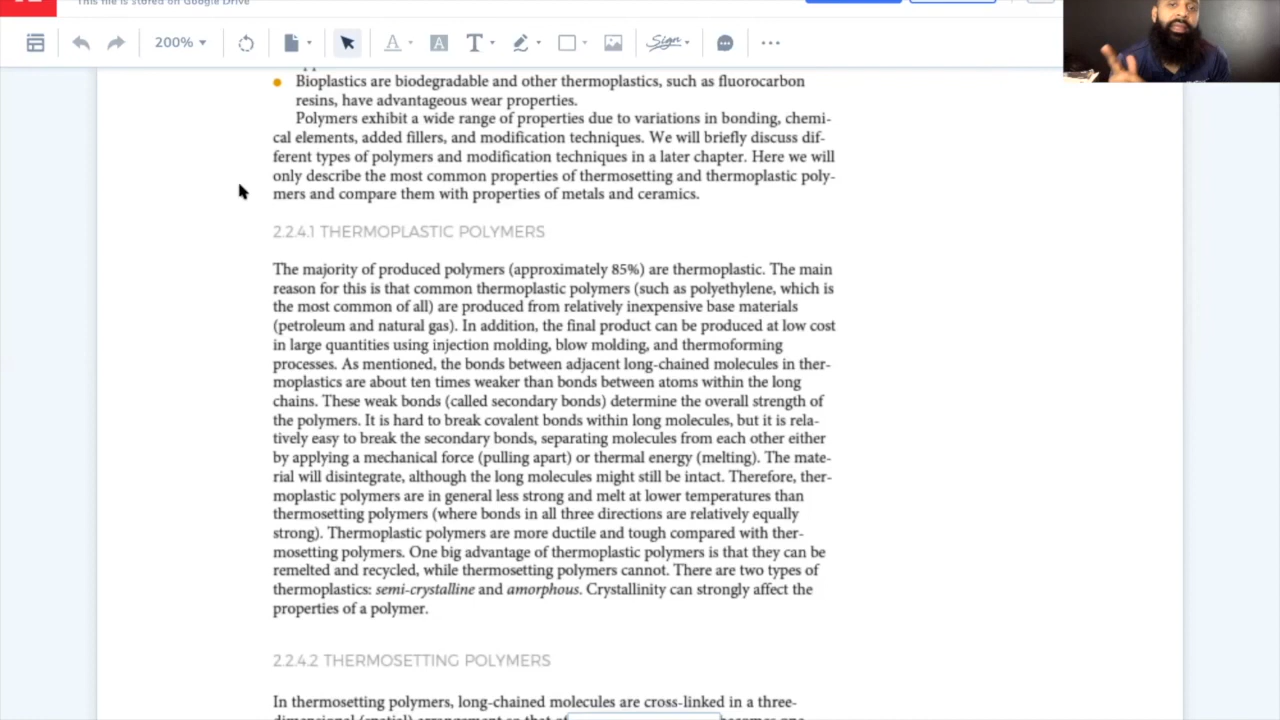 This file is stored on Google Drive
200%
T
Sign
Bioplastics are biodegradable and other thermoplastics, such as fluorocarbon
resins, have advantageous wear properties.
Polymers exhibit a wide range of properties due to variations in bonding, chemi-
cal elements, added fillers, and modification techniques. We will briefly discuss dif-
ferent types of polymers and modification techniques in a later chapter. Here we will
only describe the most common properties of thermosetting and thermoplastic poly-
mers and compare them with properties of metals and ceramics.
2.2.4.1 THERMOPLASTIC POLYMERS
The majority of produced polymers (approximately 85%) are thermoplastic. The main
reason for this is that common thermoplastic polymers (such as polyethylene, which is
the most common of all) are produced from relatively inexpensive base materials
(petroleum and natural gas). In addition, the final product can be produced at low cost
in large quantities using injection molding, blow molding, and thermoforming
processes. As mentioned, the bonds between adjacent long-chained molecules in ther-
moplastics are about ten times weaker than bonds between atoms within the long
chains. These weak bonds (called secondary bonds) determine the overall strength of
the polymers. It is hard to break covalent bonds within long molecules, but it is rela-
tively easy to break the secondary bonds, separating molecules from each other either
by applying a mechanical force (pulling apart) or thermal energy (melting). The mate-
rial will disintegrate, although the long molecules might still be intact. Therefore, ther-
moplastic polymers are in general less strong and melt at lower temperatures than
thermosetting polymers (where bonds in all three directions are relatively equally
strong). Thermoplastic polymers are more ductile and tough compared with ther-
mosetting polymers. One big advantage of thermoplastic polymers is that they can be
remelted and recycled, while thermosetting polymers cannot. There are two types of
thermoplastics: semi-crystalline and amorphous. Crystallinity can strongly affect the
properties of a polymer.
2.2.4.2 THERMOSETTING POLYMERS
In thermosetting polymers, long-chained molecules are cross-linked in a three-